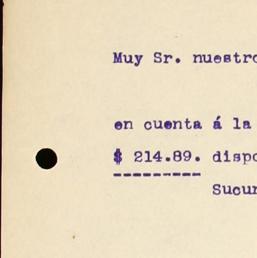 Muy Sr. nuestro
en cuenta á la
$ 214.89. dispo
Sucur